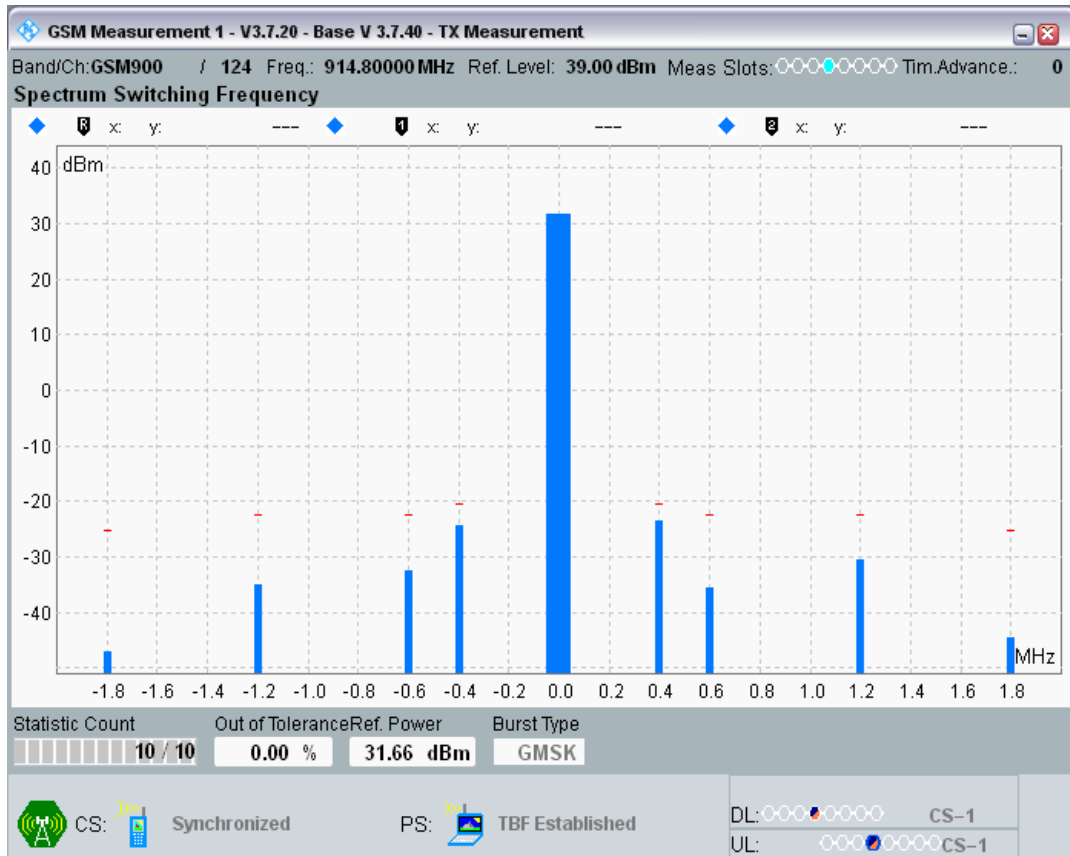 GSM Measurement 1 - V3.7.20 - Base V 3.7.40 - TX Measurement
Band/Ch:GSM900 / 124 Freq.: 914.80000 MHz Ref. Level: 39.00 dBm Meas Slots: Tim.Advance.: 0
Spectrum Switching Frequency
R x: y: --- 1 x: y: --- 2 x: y: ---
dBm
40
30
20
10
0
-10
-20
-30
-40
MHz
-1.8 -1.6 -1.4 -1.2 -1.0 -0.8 -0.6 -0.4 -0.2 0.0 0.2 0.4 0.6 0.8 1.0 1.2 1.4 1.6 1.8
Statistic Count Out of Tolerance Ref. Power Burst Type
10 / 10 0.00 % 31.66 dBm GMSK
CS: Synchronized PS: TBF Established
DL: CS-1
UL: CS-1